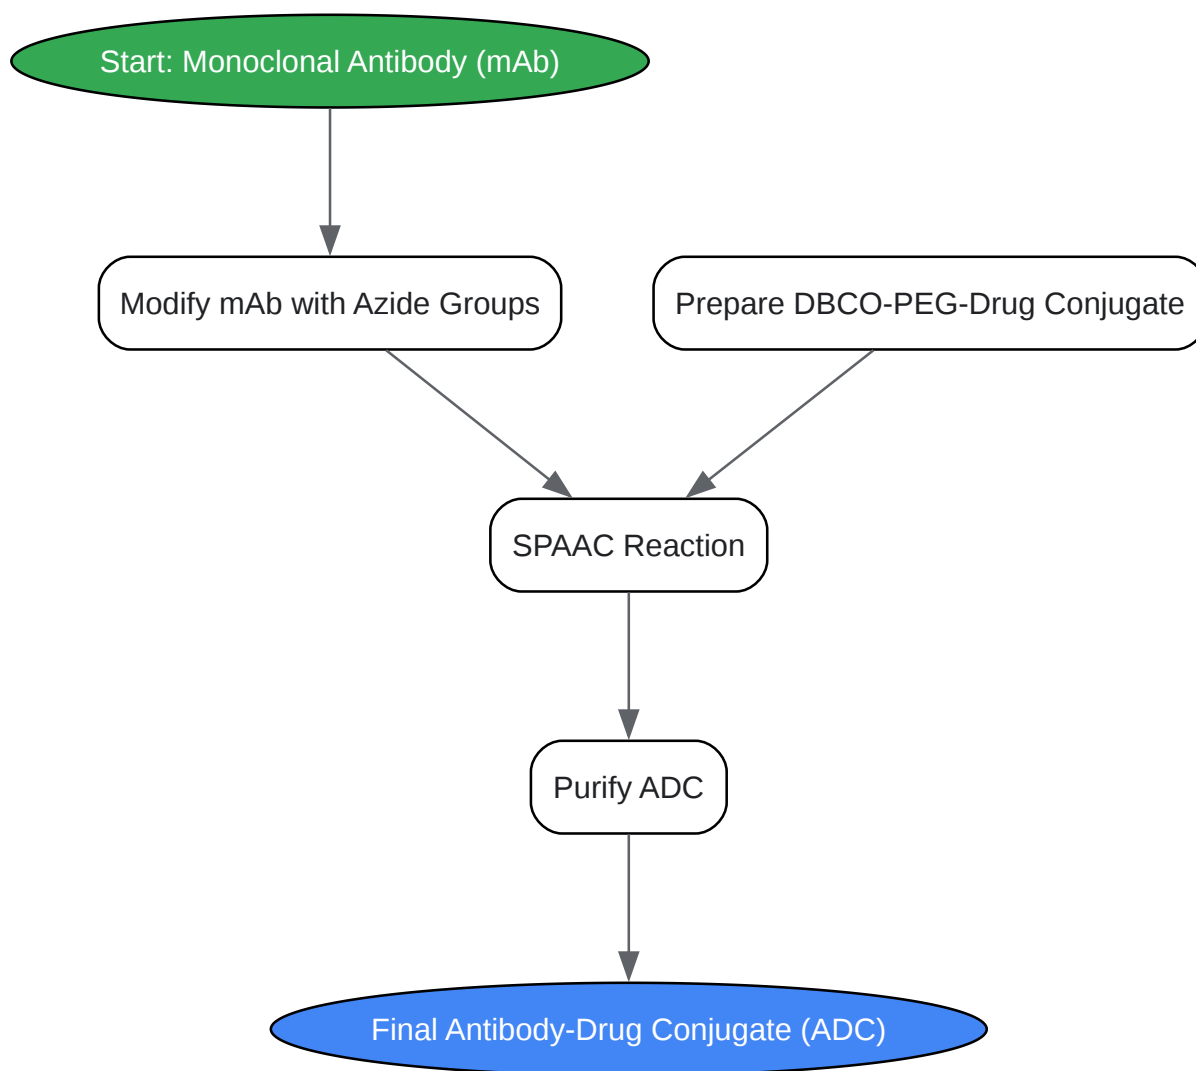 Start: Monoclonal Antibody (mAb)
Modify mAb with Azide Groups
Prepare DBCO-PEG-Drug Conjugate
SPAAC Reaction
Purify ADC
Final Antibody-Drug Conjugate (ADC)